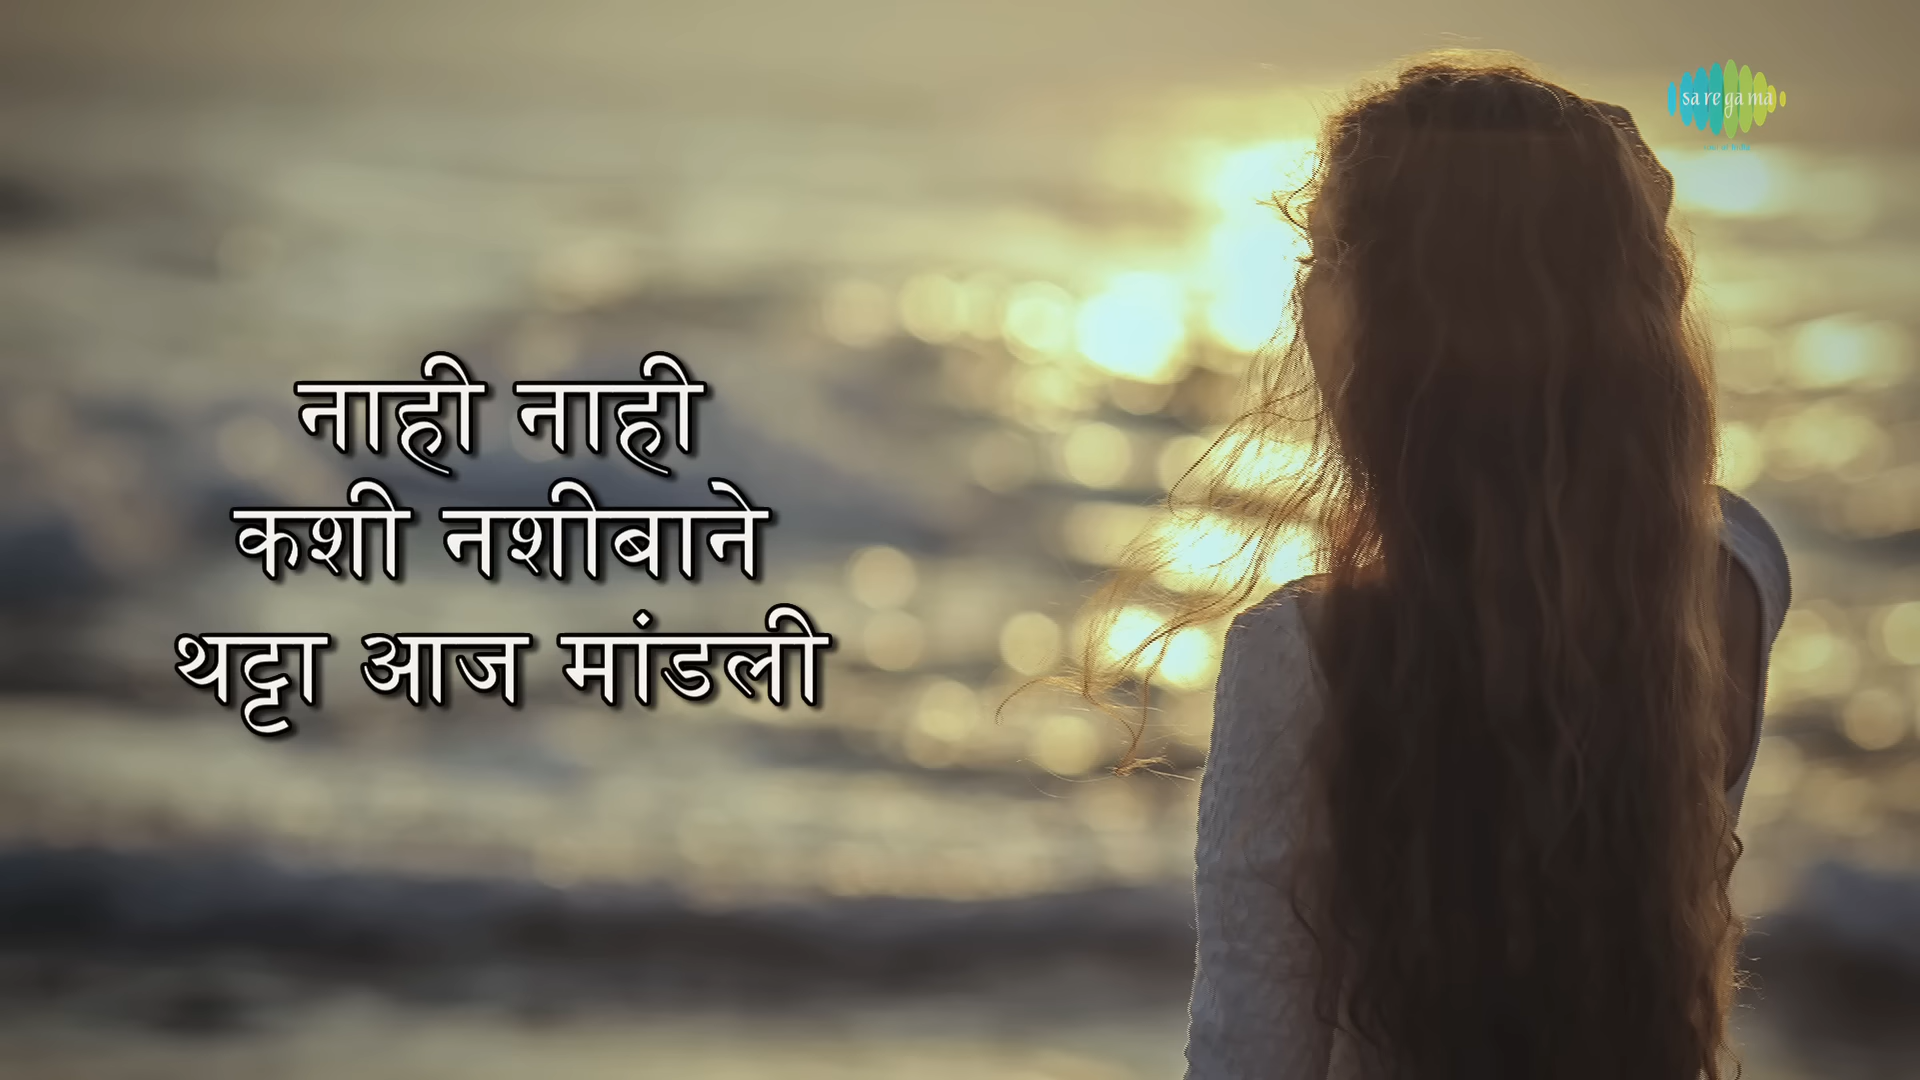 saregama
नाही नाही
कशी नशीबाने
थट्टा आज मांडली